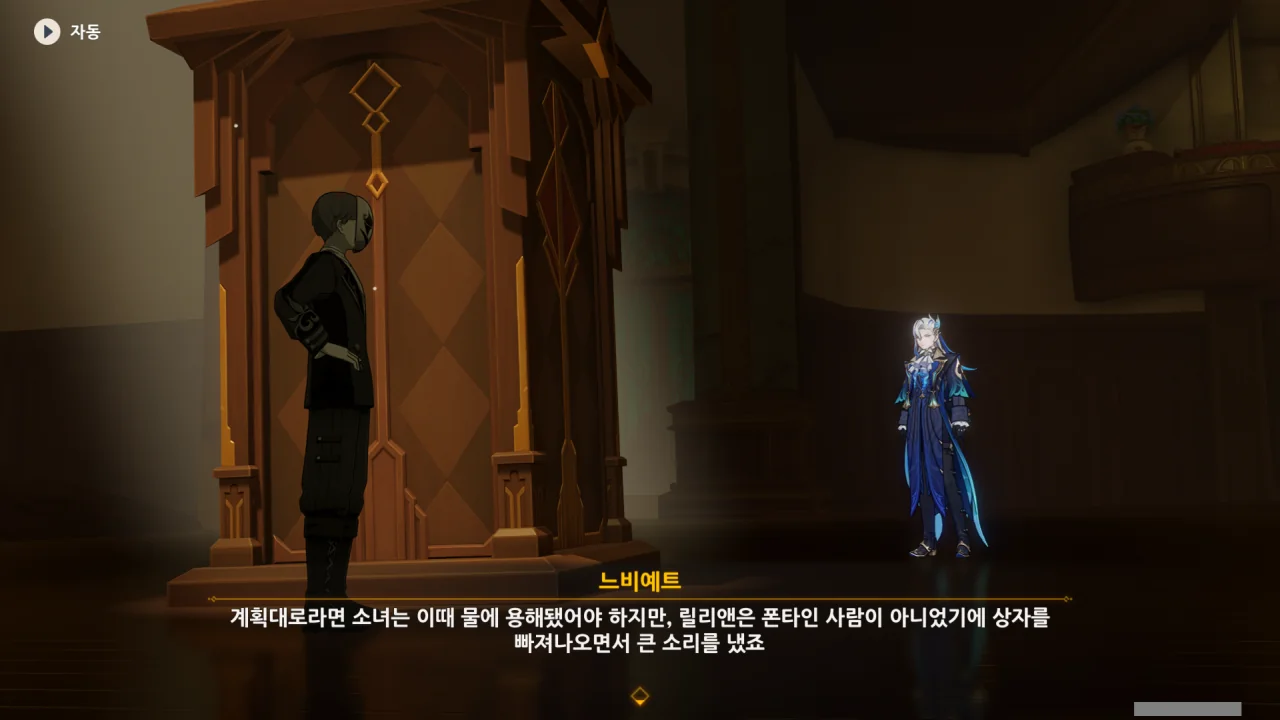 자동
느비예트
계획대로라면 소녀는 이때 물에 용해됐어야 하지만, 릴리앤은 폰타인 사람이 아니었기에 상자를
빠져나오면서 큰 소리를 냈죠